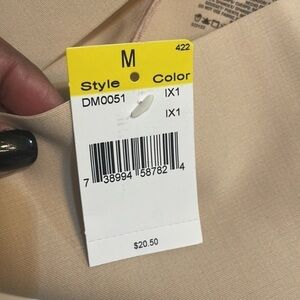 422
M
Style Color
DM0051 IX1
IX1
7 38994 58782 4
$20.50